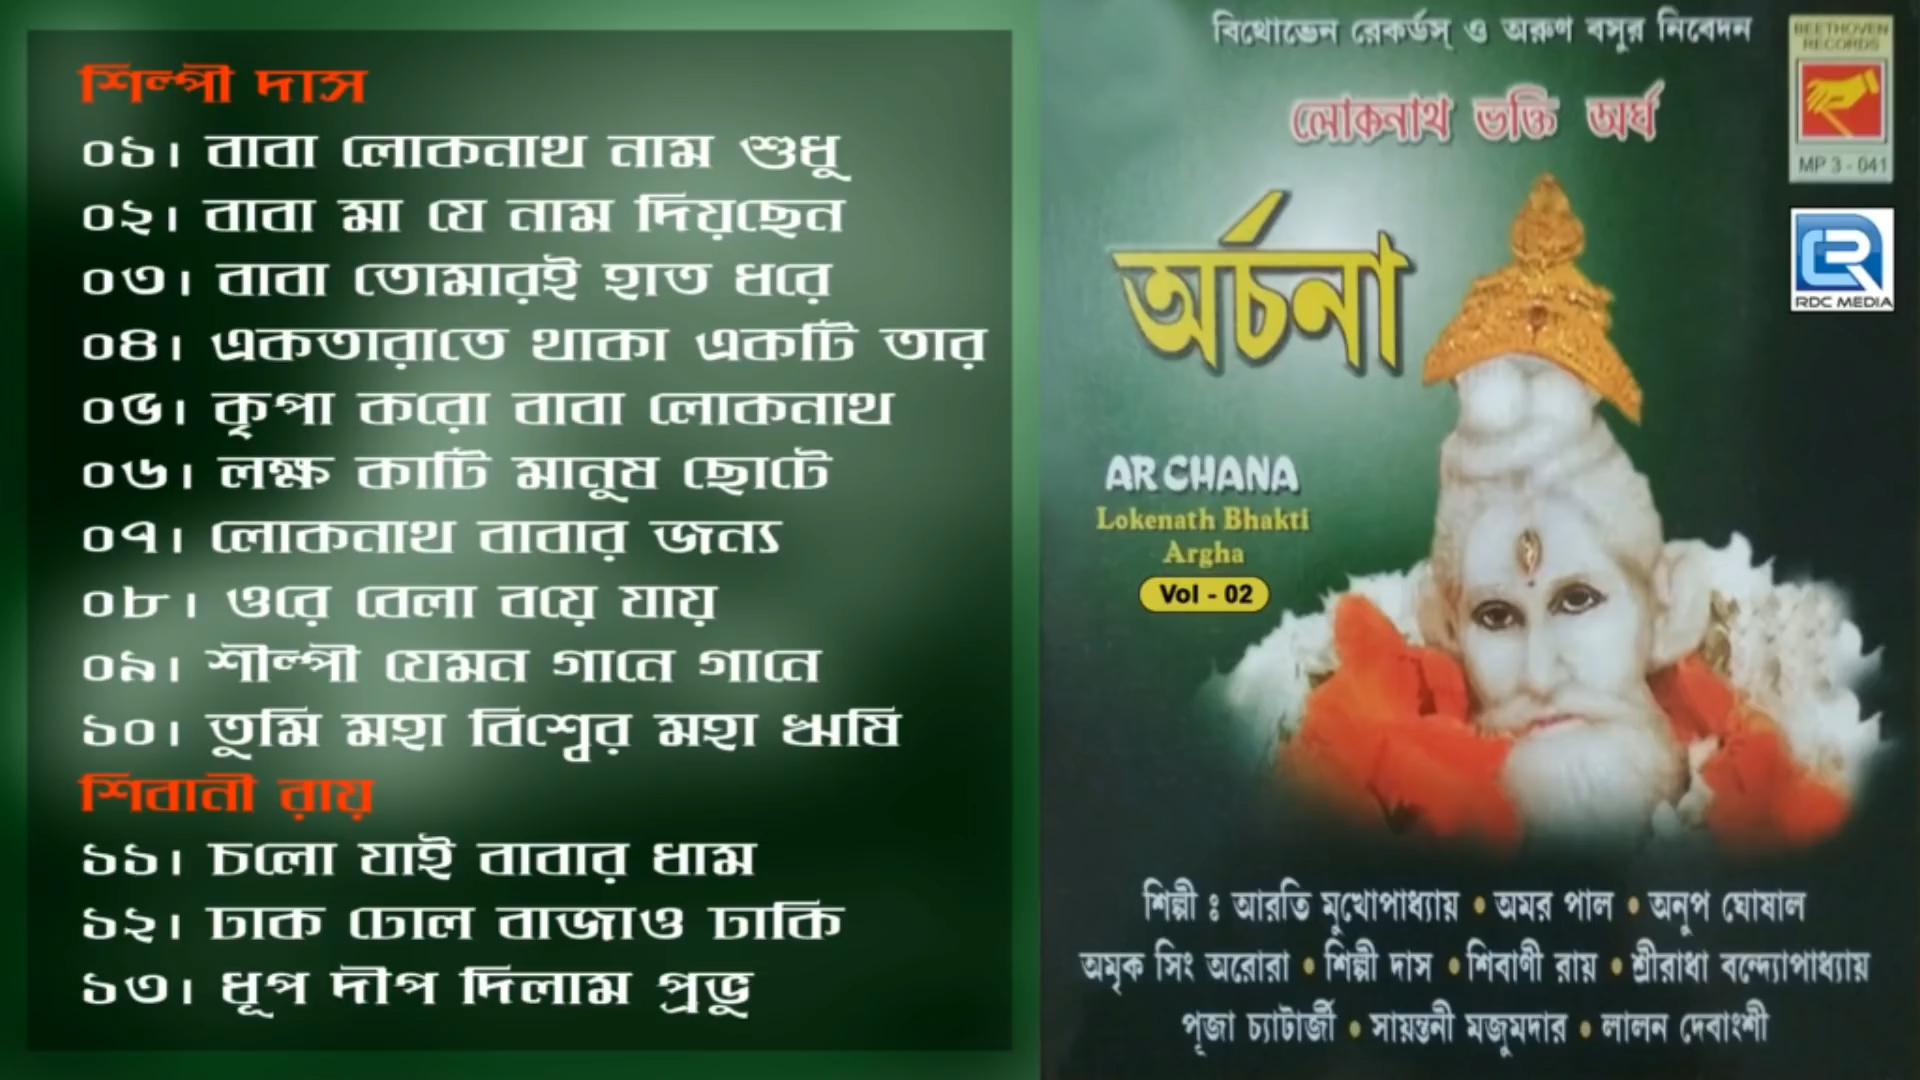 শিল্পী দাস
০১। বাবা লোকনাথ নাম শুধু
০২। বাবা মা যে নাম দিয়ছেন
০৩। বাবা তোমারই হাত ধরে
০৪। একতারাতে থাকা একটি তার
০৫। কৃপা করো বাবা লোকনাথ
০৬। লক্ষ কাটি মানুষ ছোটে
০৭। লোকনাথ বাবার জন্য
০৮। ওরে বেলা বয়ে যায়
০৯। শীল্পী যেমন গানে গানে
১০। তুমি মহা বিশ্বের মহা ঋষি
শিবানী রায়
১১। চলো যাই বাবার ধাম
১২। ঢাক ঢোল বাজাও ঢাকি
১৩। ধূপ দীপ দিলাম প্রভু
বিথোভেন রেকর্ডস্ ও অরুণ বসুর নিবেদন
লোকনাথ ভক্তি অর্ঘ
অর্চনা
ARCHANA
Lokenath Bhakti
Argha
Vol - 02
BEETHOVEN
RECORDS
MP 3 - 041
RDC MEDIA
শিল্পী ঃ আরতি মুখোপাধ্যায় • অমর পাল • অনুপ ঘোষাল
অমৃক সিং অরোরা • শিল্পী দাস • শিবাণী রায় • শ্রীরাধা বন্দ্যোপাধ্যায়
পূজা চ্যাটার্জী • সায়ন্তনী মজুমদার • লালন দেবাংশী